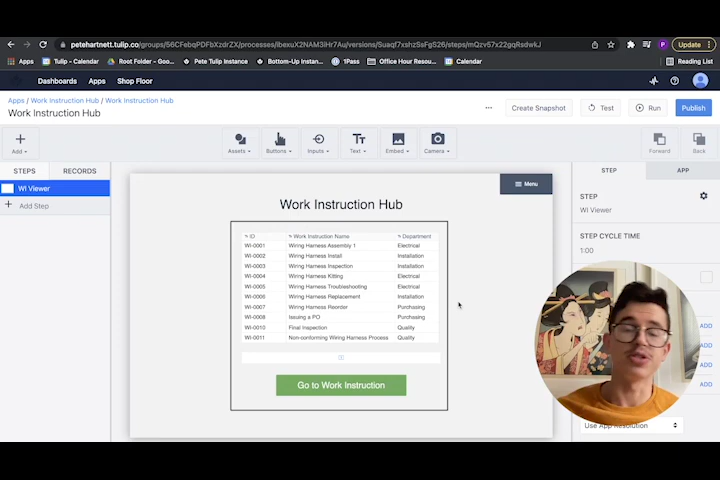 petehartnett.tulip.co/groups/56CFebqPDFbXzdrZX/processes/ibexuX2NAM3iHr7Au/versions/Suaqf7xshzSsFgS26/steps/mQzv57x22gqRsdwkJ
Update
Apps Tulip - Calendar Root Folder - Goo... Pete Tulip Instance Bottom-Up Instant... 1Pass Office Hour Resou... Calendar Reading List
Dashboards Apps Shop Floor
Apps / Work Instruction Hub / Work Instruction Hub
Work Instruction Hub
Create Snapshot Test Run Publish
Add Assets Buttons Inputs Text Embed Camera Forward Back
STEPS RECORDS STEP APP
WI Viewer
Add Step
Menu
Work Instruction Hub
ID Work Instruction Name Department
WI-0001 Wiring Harness Assembly 1 Electrical
WI-0002 Wiring Harness Install Installation
WI-0003 Wiring Harness Inspection Installation
WI-0004 Wiring Harness Kitting Electrical
WI-0005 Wiring Harness Troubleshooting Electrical
WI-0006 Wiring Harness Replacement Installation
WI-0007 Wiring Harness Reorder Purchasing
WI-0008 Issuing a PO Purchasing
WI-0010 Final Inspection Quality
WI-0011 Non-conforming Wiring Harness Process Quality
Go to Work Instruction
STEP
WI Viewer
STEP CYCLE TIME
1:00
ADD
ADD
ADD
ADD
Use App Resolution